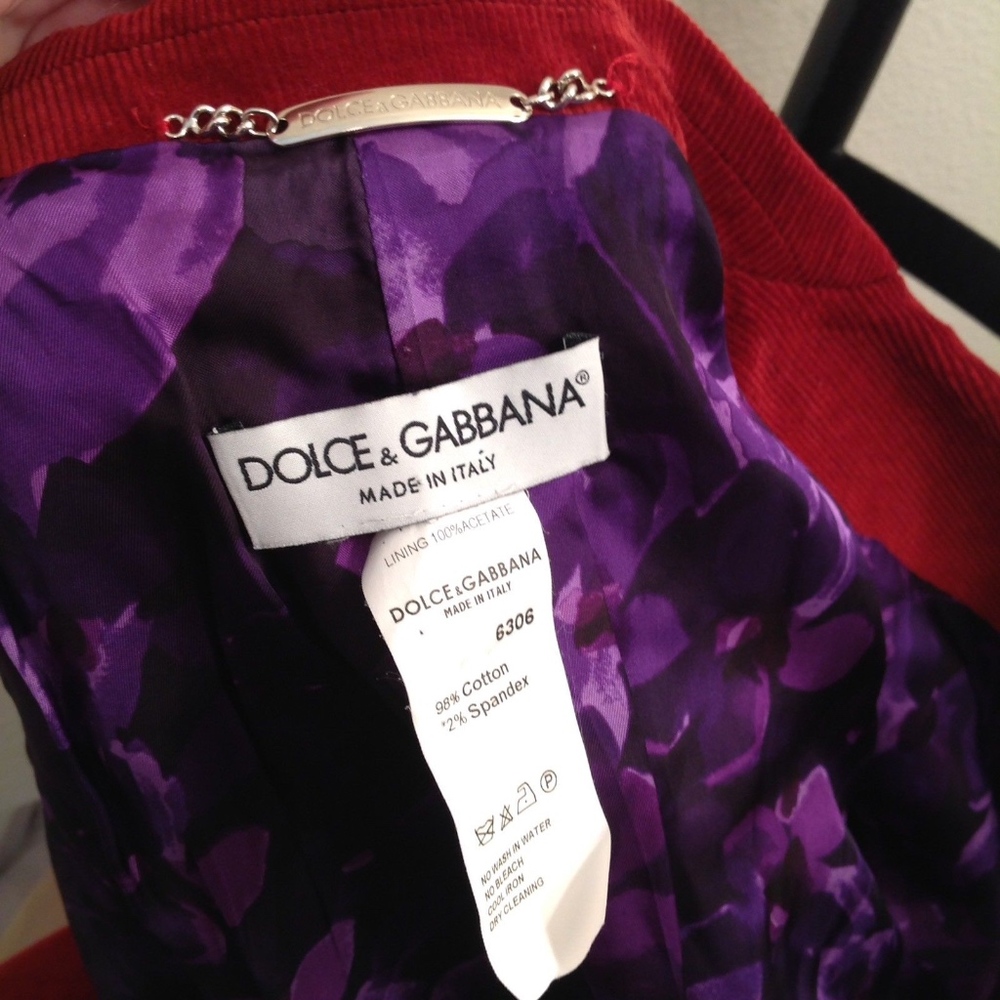 DOLCE&GABBANA
DOLCE & GABBANA®
MADE IN ITALY
LINING 100%ACETATE
DOLCE&GABBANA
MADE IN ITALY
6306
98% Cotton
*2% Spandex
P
NO WASH IN WATER
NO BLEACH
COOL IRON
DRY CLEANING